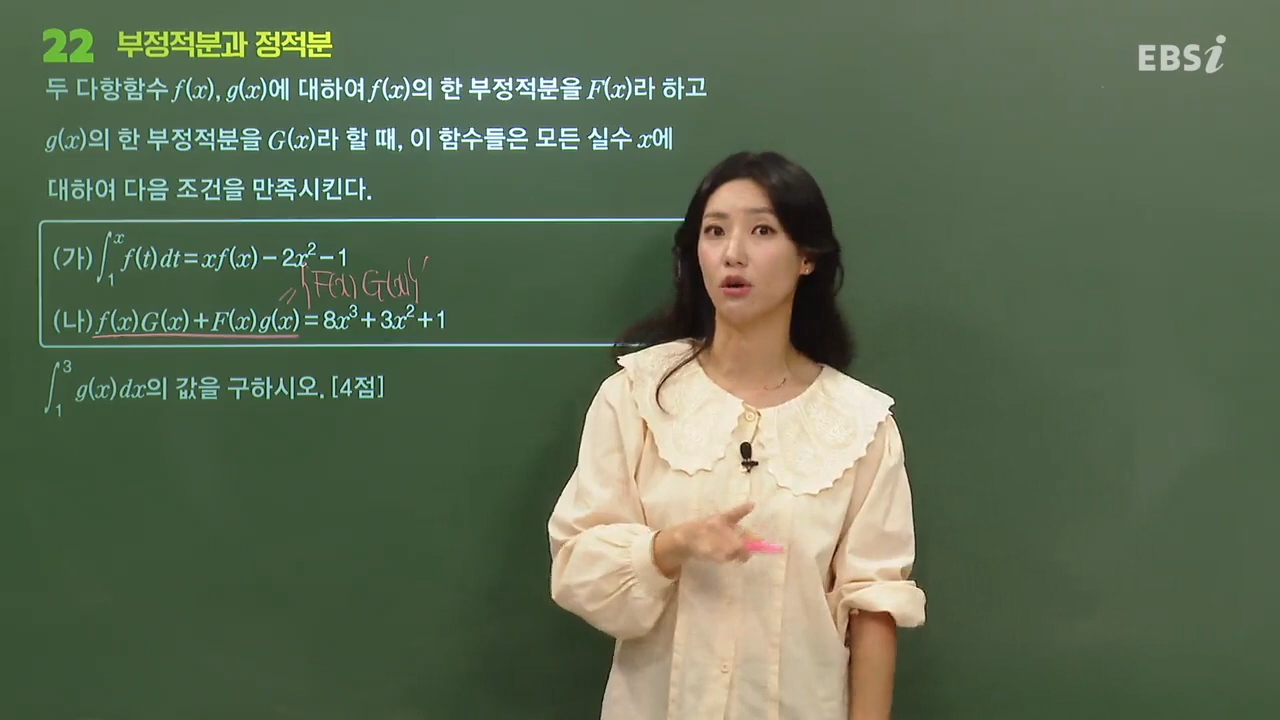 22 부정적분과 정적분
EBSi
두 다항함수 f(x), g(x)에 대하여 f(x)의 한 부정적분을 F(x)라 하고
g(x)의 한 부정적분을 G(x)라 할 때, 이 함수들은 모든 실수 x에
대하여 다음 조건을 만족시킨다.
(가) ∫₁ˣ f(t)dt = xf(x) − 2x² − 1
= {F(x) G(x)}′
(나) f(x)G(x) + F(x)g(x) = 8x³ + 3x² + 1
∫₁³ g(x)dx의 값을 구하시오. [4점]